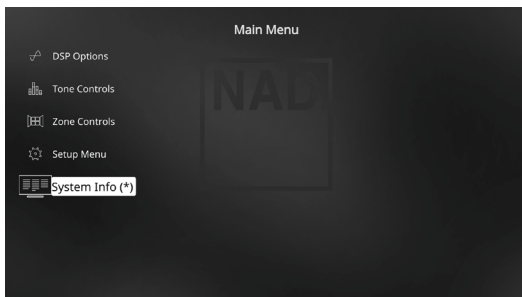 Main Menu
DSP Options
Tone Controls
NAD
Zone Controls
Setup Menu
System Info (*)